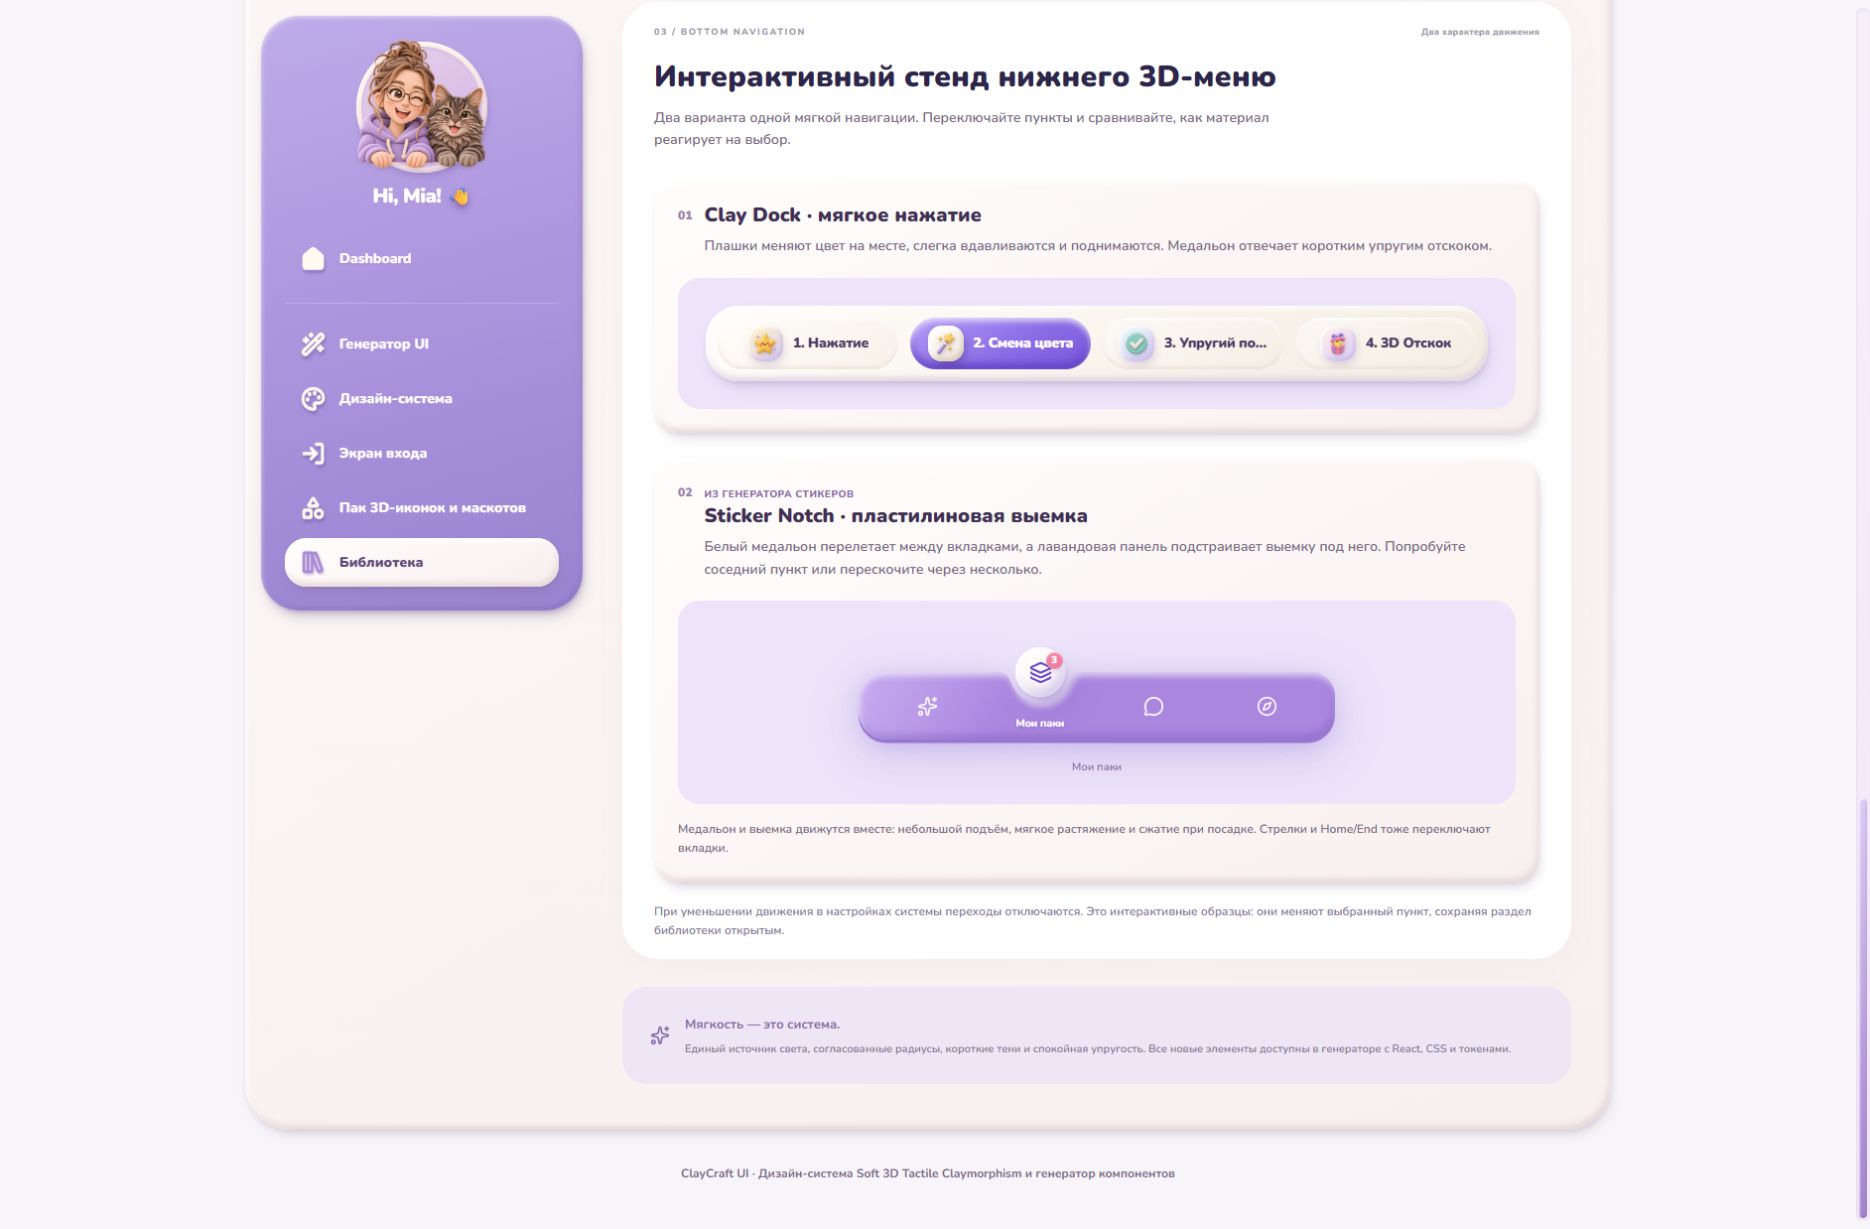 Hi, Mia! 👋
Dashboard
Генератор UI
Дизайн-система
Экран входа
Пак 3D-иконок и маскотов
Библиотека
03 / BOTTOM NAVIGATION
Два характера движения
Интерактивный стенд нижнего 3D-меню
Два варианта одной мягкой навигации. Переключайте пункты и сравнивайте, как материал
реагирует на выбор.
01 Clay Dock · мягкое нажатие
Плашки меняют цвет на месте, слегка вдавливаются и поднимаются. Медальон отвечает коротким упругим отскоком.
1. Нажатие
2. Смена цвета
3. Упругий по...
4. 3D Отскок
02 ИЗ ГЕНЕРАТОРА СТИКЕРОВ
Sticker Notch · пластилиновая выемка
Белый медальон перелетает между вкладками, а лавандовая панель подстраивает выемку под него. Попробуйте
соседний пункт или перескочите через несколько.
3
Мои паки
Мои паки
Медальон и выемка движутся вместе: небольшой подъём, мягкое растяжение и сжатие при посадке. Стрелки и Home/End тоже переключают
вкладки.
При уменьшении движения в настройках системы переходы отключаются. Это интерактивные образцы: они меняют выбранный пункт, сохраняя раздел
библиотеки открытым.
Мягкость — это система.
Единый источник света, согласованные радиусы, короткие тени и спокойная упругость. Все новые элементы доступны в генераторе с React, CSS и токенами.
ClayCraft UI · Дизайн-система Soft 3D Tactile Claymorphism и генератор компонентов